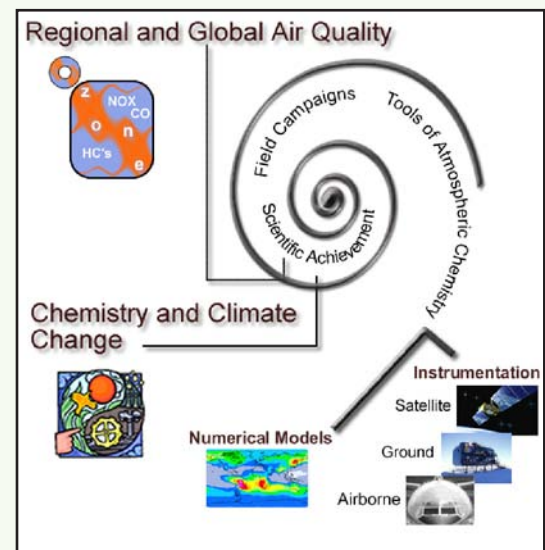 Regional and Global Air Quality
z
o
n
e
NOX
CO
HC's
Field Campaigns
Tools of Atmospheric Chemistry
Scientific Achievement
Chemistry and Climate
Change
Instrumentation
Satellite
Numerical Models
Ground
Airborne